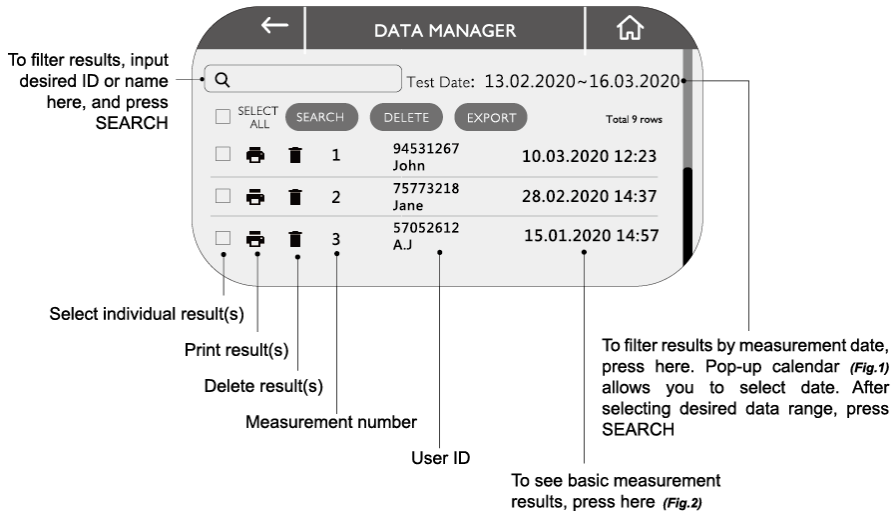 DATA MANAGER
To filter results, input
desired ID or name
here, and press
SEARCH
Test Date: 13.02.2020~16.03.2020
SELECT
ALL
SEARCH
DELETE
EXPORT
Total 9 rows
1
94531267
John
10.03.2020 12:23
2
75773218
Jane
28.02.2020 14:37
3
57052612
A.J
15.01.2020 14:57
Select individual result(s)
Print result(s)
Delete result(s)
Measurement number
User ID
To see basic measurement
results, press here (Fig.2)
To filter results by measurement date,
press here. Pop-up calendar (Fig.1)
allows you to select date. After
selecting desired data range, press
SEARCH